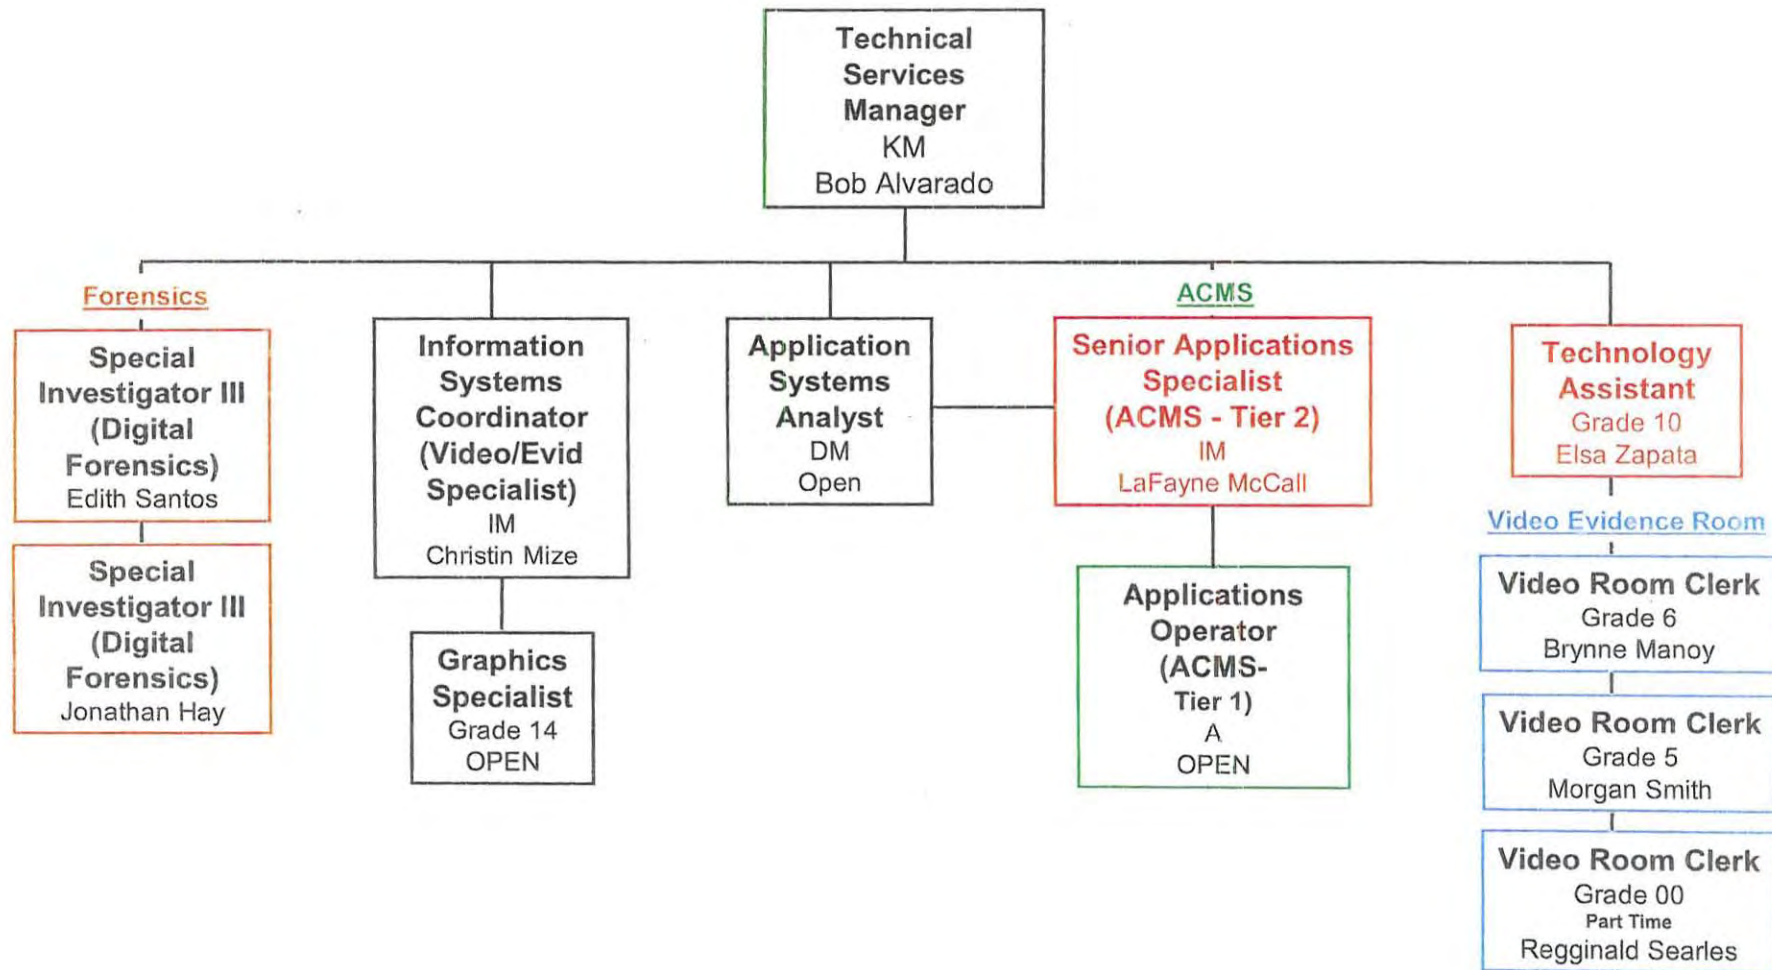 Technical
Services
Manager
KM
Bob Alvarado
Forensics
Special
Investigator III
(Digital
Forensics)
Edith Santos
Special
Investigator III
(Digital
Forensics)
Jonathan Hay
Information
Systems
Coordinator
(Video/Evid
Specialist)
IM
Christin Mize
Graphics
Specialist
Grade 14
OPEN
Application
Systems
Analyst
DM
Open
ACMS
Senior Applications
Specialist
(ACMS - Tier 2)
IM
LaFayne McCall
Applications
Operator
(ACMS-
Tier 1)
A
OPEN
Technology
Assistant
Grade 10
Elsa Zapata
Video Evidence Room
Video Room Clerk
Grade 6
Brynne Manoy
Video Room Clerk
Grade 5
Morgan Smith
Video Room Clerk
Grade 00
Part Time
Regginald Searles